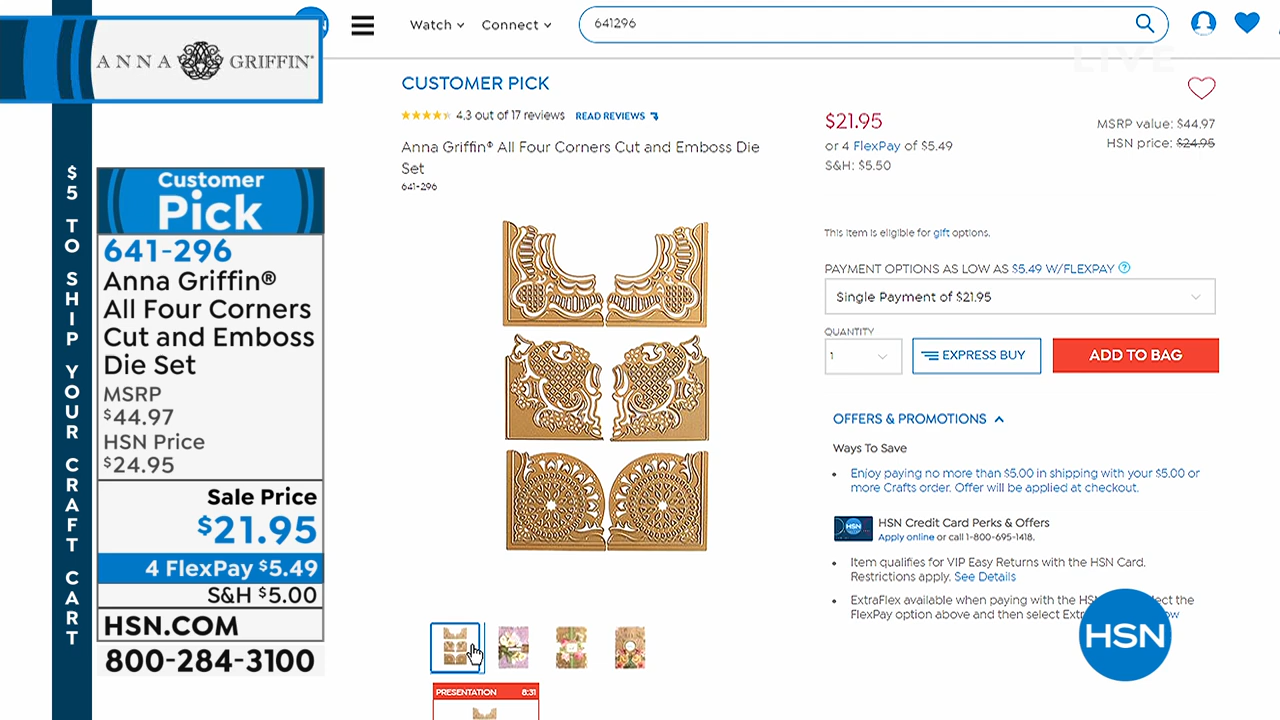 ANNA GRIFFIN®
$5 TO SHIP YOUR CRAFT CART
Customer
Pick
641-296
Anna Griffin®
All Four Corners
Cut and Emboss
Die Set
MSRP
$44.97
HSN Price
$24.95
Sale Price
$21.95
4 FlexPay $5.49
S&H $5.00
HSN.COM
800-284-3100
Watch
Connect
641296
LIVE
CUSTOMER PICK
4.3 out of 17 reviews READ REVIEWS
Anna Griffin® All Four Corners Cut and Emboss Die
Set
641-296
$21.95
or 4 FlexPay of $5.49
S&H: $5.50
MSRP value: $44.97
HSN price: $24.95
This item is eligible for gift options.
PAYMENT OPTIONS AS LOW AS $5.49 W/FLEXPAY ?
Single Payment of $21.95
QUANTITY
1
EXPRESS BUY
ADD TO BAG
OFFERS & PROMOTIONS
Ways To Save
• Enjoy paying no more than $5.00 in shipping with your $5.00 or
more Crafts order. Offer will be applied at checkout.
HSN
HSN Credit Card Perks & Offers
Apply online or call 1-800-695-1418.
• Item qualifies for VIP Easy Returns with the HSN Card.
Restrictions apply. See Details
• ExtraFlex available when paying with the the
FlexPay option above and then select
HSN
PRESENTATION 8:31